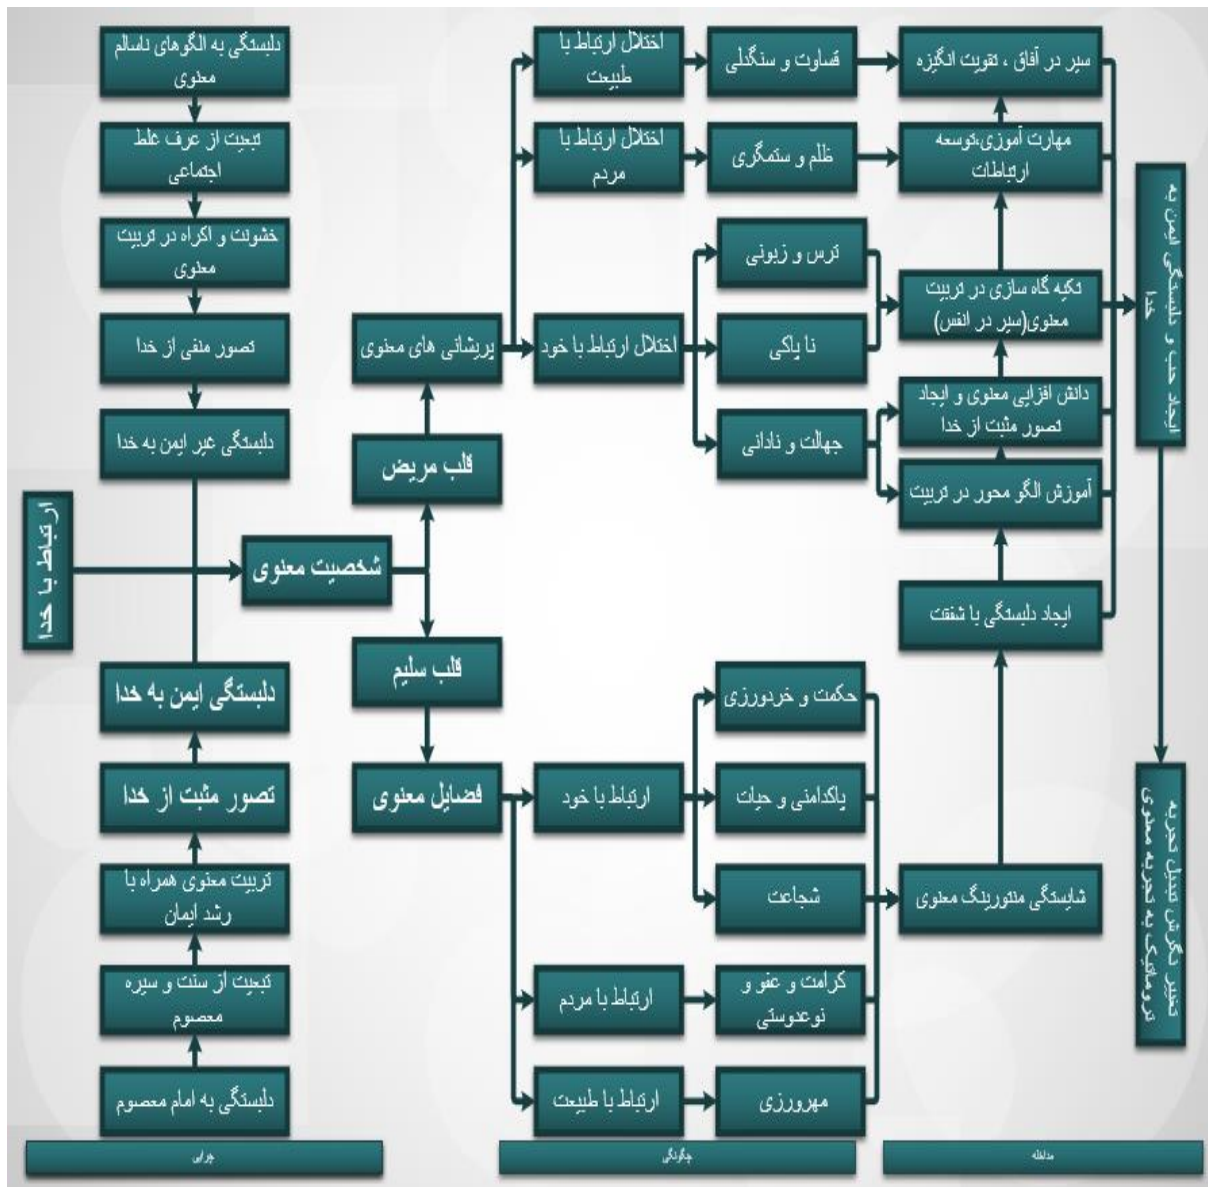 دلبستگی به الگوهای ناسالم
معنوی
تبعیت از عرف غلط
اجتماعی
خشونت و اکراه در تربیت
معنوی
تصور منفی از خدا
دلبستگی غیر ایمن به خدا
ارتباط با خدا
دلبستگی ایمن به خدا
تصور مثبت از خدا
تربیت معنوی همراه با
رشد ایمان
تبعیت از سنت و سیره
معصوم
دلبستگی به امام معصوم
چرایی
شخصیت معنوی
پریشانی های معنوی
قلب مریض
قلب سلیم
فضایل معنوی
اختلال ارتباط با
طبیعت
اختلال ارتباط با
مردم
اختلال ارتباط با خود
ارتباط با خود
ارتباط با مردم
ارتباط با طبیعت
قساوت و سنگدلی
ظلم و ستمگری
ترس و زبونی
نا پاکی
جهالت و نادانی
حکمت و خردورزی
پاکدامنی و حیات
شجاعت
کرامت و عفو و
نوعدوستی
مهرورزی
چگونگی
سیر در آفاق ، تقویت انگیزه
مهارت آموزی،توسعه
ارتباطات
تکیه گاه سازی در تربیت
معنوی(سیر در انفس)
دانش افزایی معنوی و ایجاد
تصور مثبت از خدا
آموزش الگو محور در تربیت
ایجاد دلبستگی با شفقت
شایستگی منتورینگ معنوی
ایجاد حب و دلبستگی ایمن به
خدا
تغییر نگرش تبدیل تجربه
تروماتیک به تجربه معنوی
مداخله